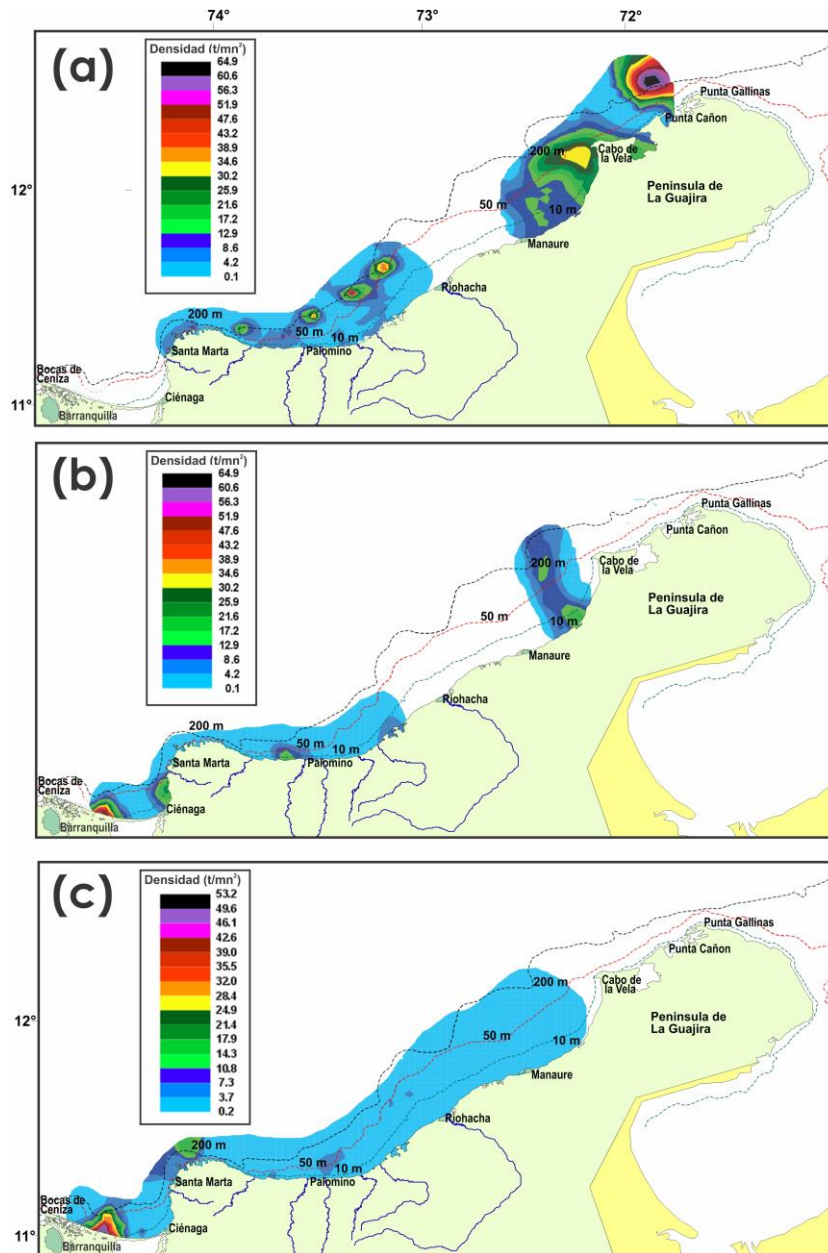 74° 73° 72°
(a)
Densidad (t/mn²)
64.9
60.6
56.3
51.9
47.6
43.2
38.9
34.6
30.2
25.9
21.6
17.2
12.9
8.6
4.2
0.1
Punta Gallinas
Punta Cañon
200 m
Cabo de
la Vela
12°
Peninsula de
La Guajira
50 m
10 m
Manaure
Riohacha
200 m
50 m
10 m
Santa Marta
Palomino
Bocas de
Ceniza
Ciénaga
Barranquilla
11°
(b)
Densidad (t/mn²)
64.9
60.6
56.3
51.9
47.6
43.2
38.9
34.6
30.2
25.9
21.6
17.2
12.9
8.6
4.2
0.1
Punta Gallinas
Punta Cañon
Cabo de
la Vela
200 m
Peninsula de
La Guajira
50 m
10 m
Manaure
Riohacha
200 m
50 m
10 m
Santa Marta
Palomino
Bocas de
Ceniza
Ciénaga
Barranquilla
(c)
Densidad (t/mn²)
53.2
49.6
46.1
42.6
39.0
35.5
32.0
28.4
24.9
21.4
17.9
14.3
10.8
7.3
3.7
0.2
Punta Gallinas
Punta Cañon
Cabo de
la Vela
200 m
12°
Peninsula de
La Guajira
50 m
10 m
Manaure
Riohacha
200 m
50 m
10 m
Santa Marta
Palomino
Bocas de
Ceniza
Ciénaga
11°
Barranquilla